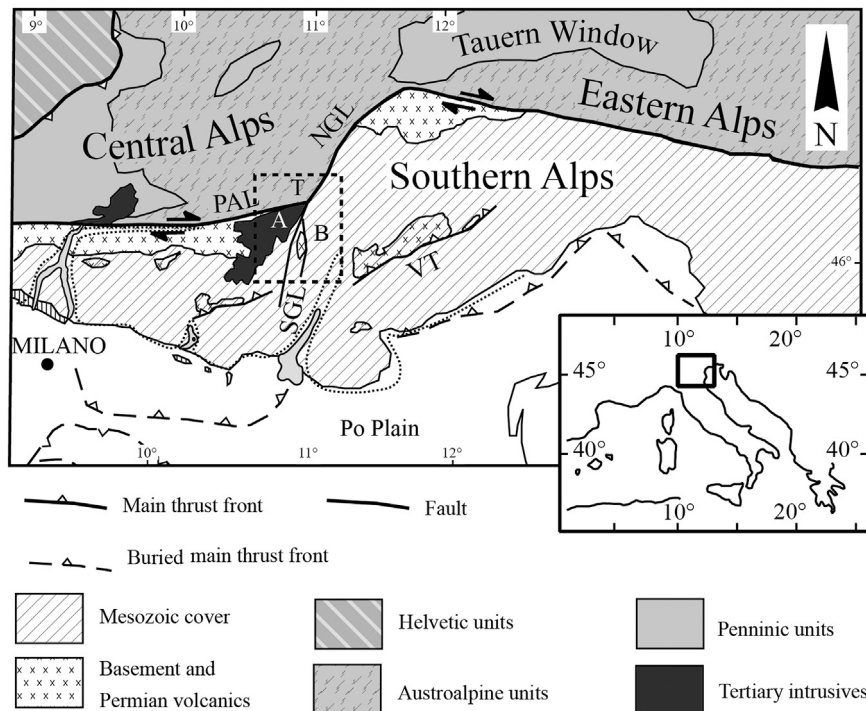 9° 10° 11° 12°
Tauern Window
Eastern Alps
N
NGL
Central Alps
Southern Alps
PAL T
A B
VT
46°
SGL
MILANO
Po Plain
10° 11° 12°
10° 20°
45° 45°
40° 40°
10° 20°
Main thrust front
Fault
Buried main thrust front
Mesozoic cover
Helvetic units
Penninic units
Basement and
Permian volcanics
Austroalpine units
Tertiary intrusives